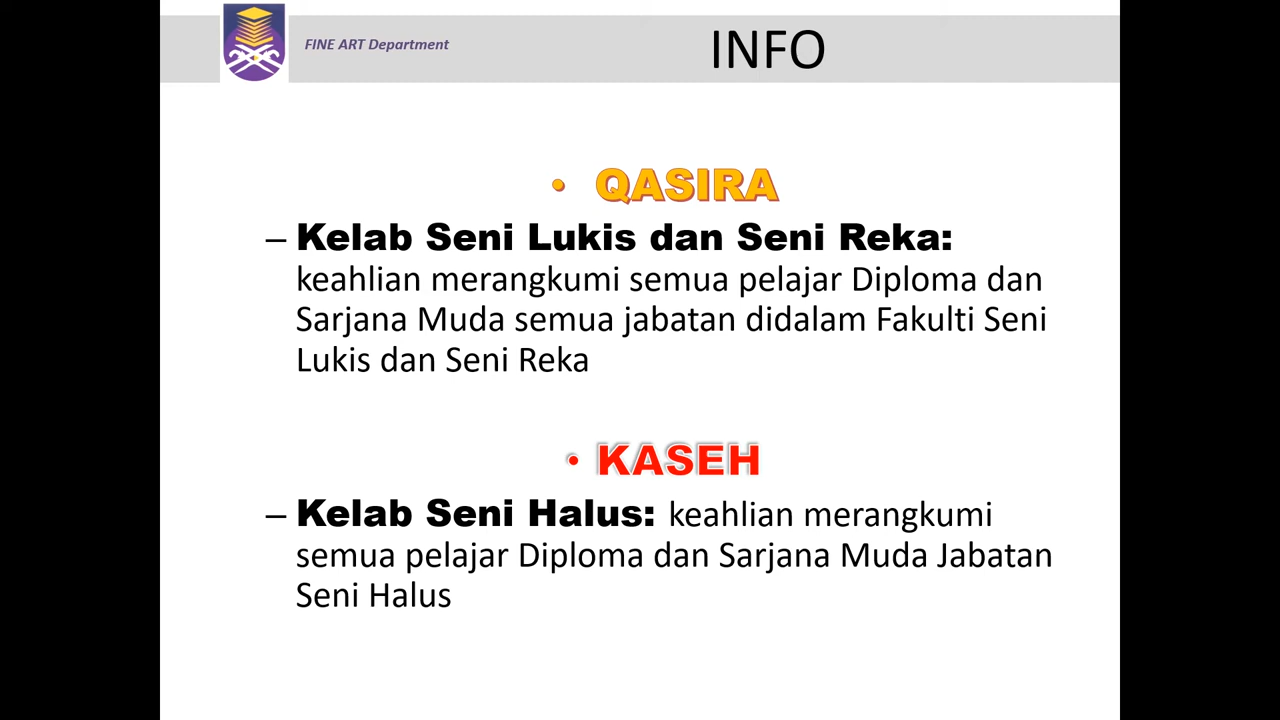 FINE ART Department
INFO
• QASIRA
– Kelab Seni Lukis dan Seni Reka:
keahlian merangkumi semua pelajar Diploma dan
Sarjana Muda semua jabatan didalam Fakulti Seni
Lukis dan Seni Reka
• KASEH
– Kelab Seni Halus: keahlian merangkumi
semua pelajar Diploma dan Sarjana Muda Jabatan
Seni Halus